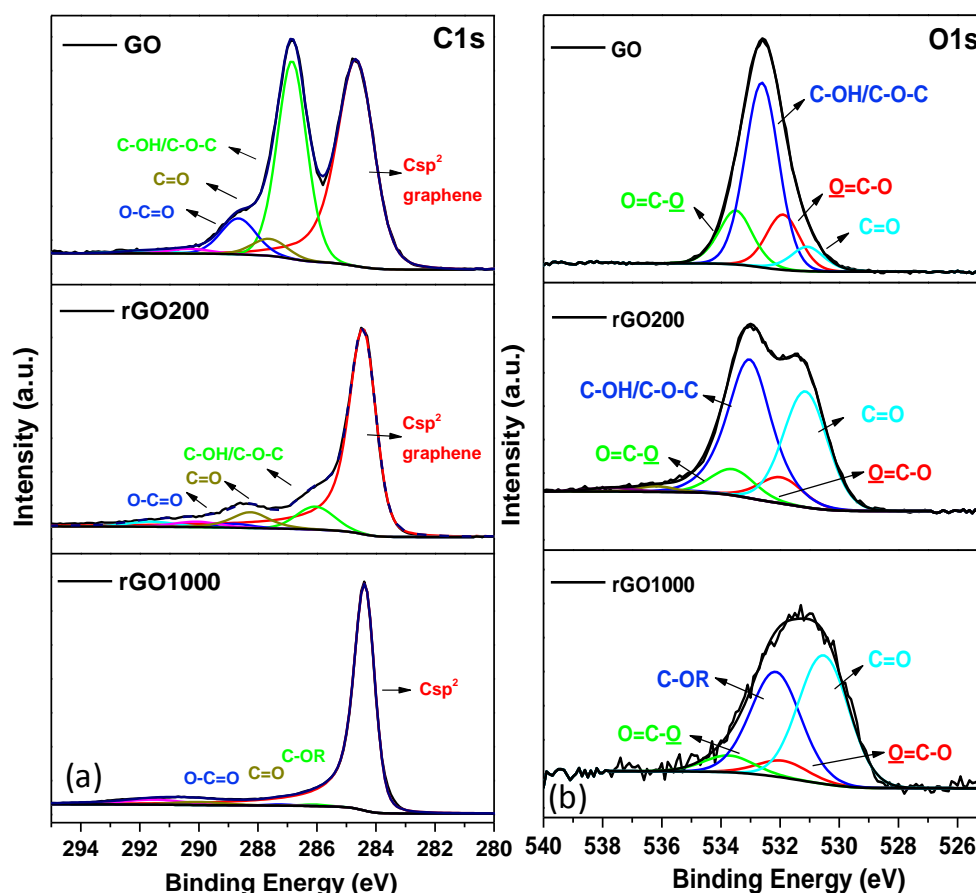 GO
C1s
C-OH/C-O-C
C=O
O-C=O
Csp²
graphene
rGO200
C-OH/C-O-C
C=O
O-C=O
Csp²
graphene
rGO1000
Csp²
C-OR
C=O
O-C=O
(a)
Intensity (a.u.)
294 292 290 288 286 284 282 280
Binding Energy (eV)
O1s
GO
C-OH/C-O-C
O=C-O
O=C-O
C=O
rGO200
C-OH/C-O-C
C=O
O=C-O
O=C-O
rGO1000
C=O
C-OR
O=C-O
O=C-O
(b)
Intensity (a.u.)
540 538 536 534 532 530 528 526
Binding Energy (eV)